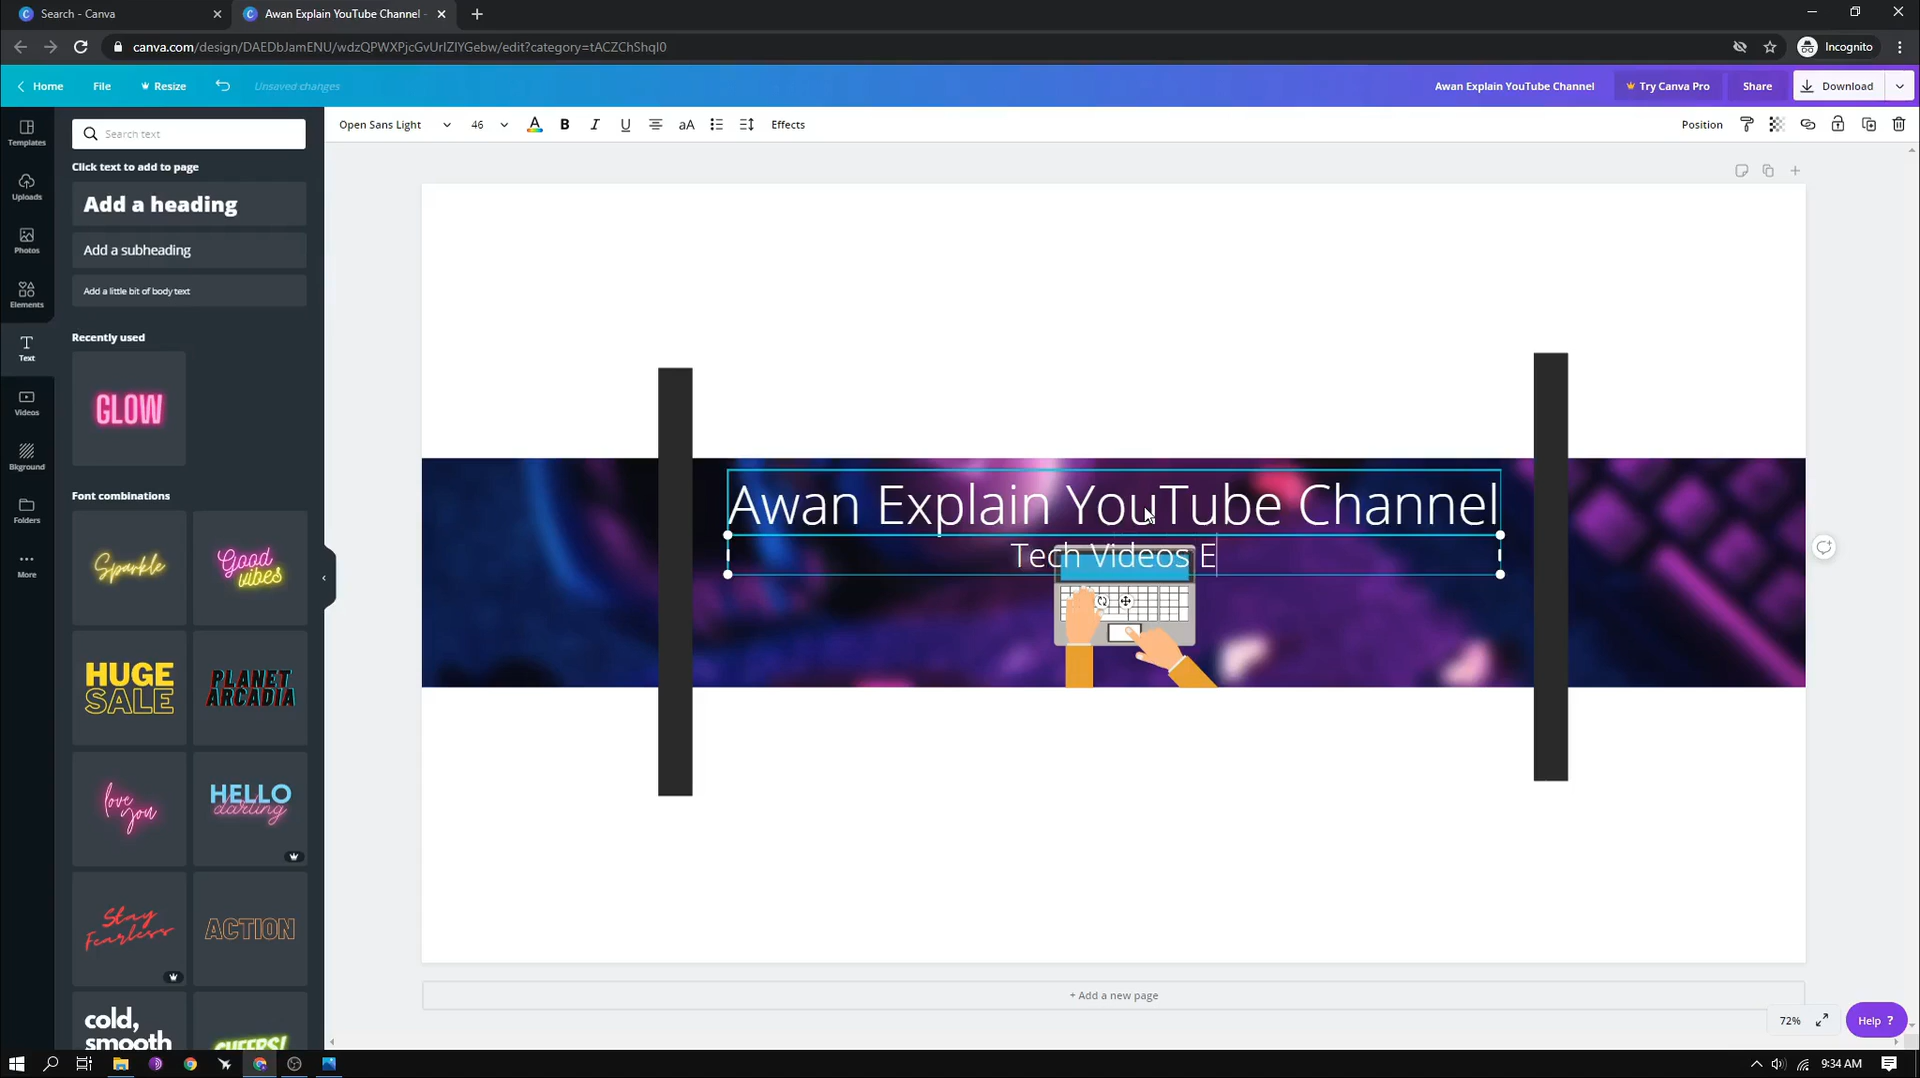 Search - Canva
Awan Explain YouTube Channel -
canva.com/design/DAEDbJamENU/wdzQPWXPjcGvUrlZIYGebw/edit?category=tACZChShqI0
Incognito
Home
File
Resize
Unsaved changes
Awan Explain YouTube Channel
Try Canva Pro
Share
Download
Open Sans Light
46
B
I
U
aA
Effects
Position
Templates
Uploads
Photos
Elements
Text
Videos
Bkground
Folders
More
Search text
Click text to add to page
Add a heading
Add a subheading
Add a little bit of body text
Recently used
GLOW
Font combinations
Sparkle
Good vibes
HUGE SALE
PLANET ARCADIA
love you
HELLO darling
Stay Fearless
ACTION
cold, smooth
CHEERS!
Awan Explain YouTube Channel
Tech Videos E
+ Add a new page
72%
Help ?
9:34 AM